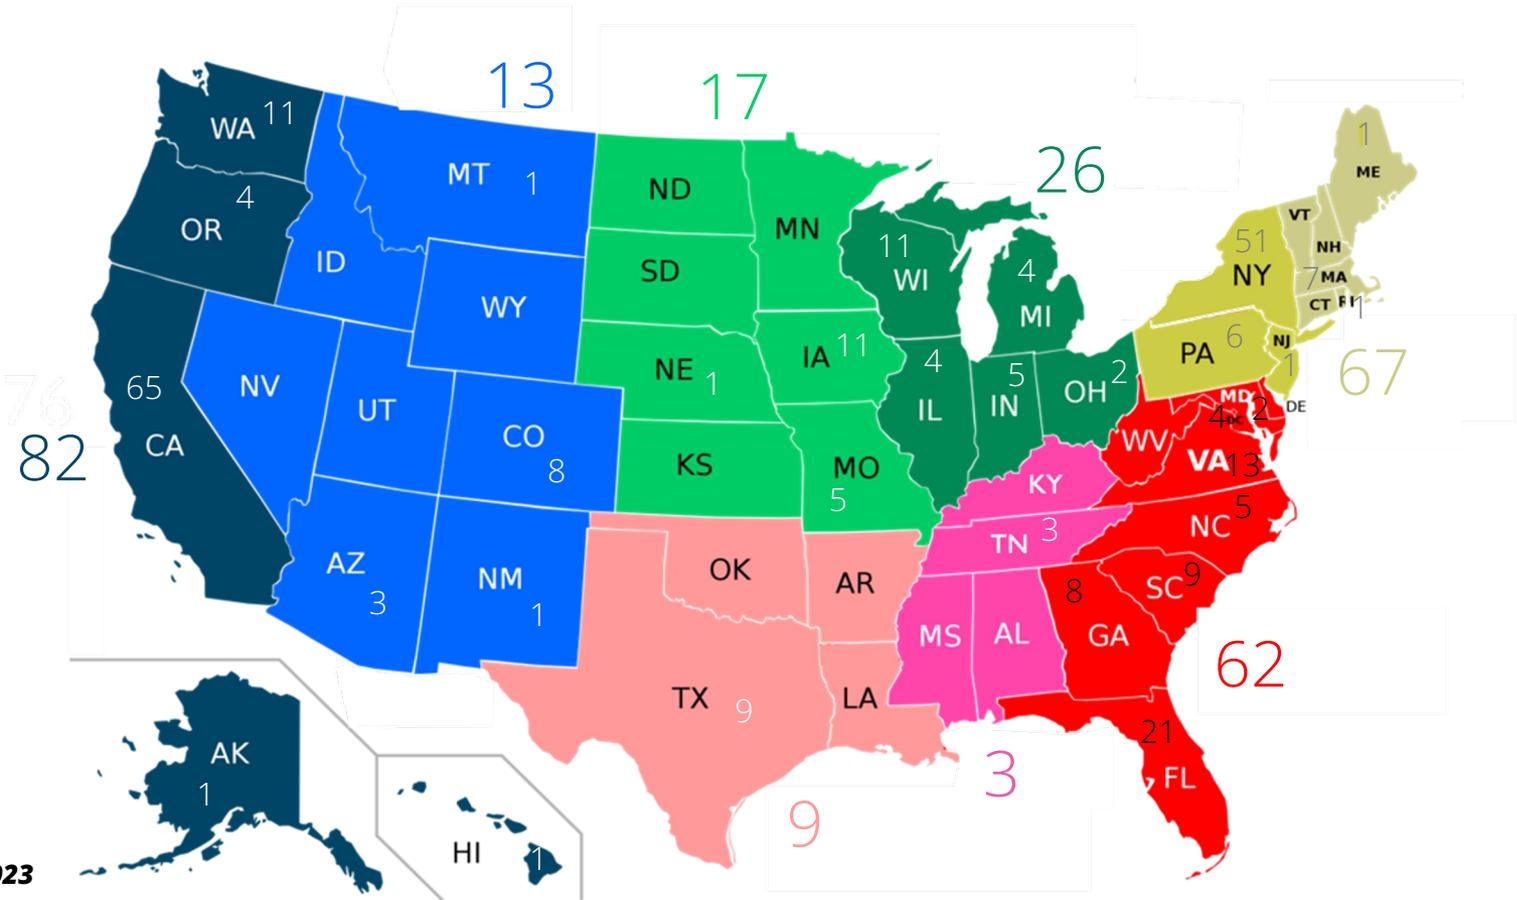 13
17
26
WA 11
MT 1
ND
MN
1
ME
OR 4
ID
SD
11
WI
4
MI
51
NY
VT
NH
7 MA
CT RI 1
WY
NE 1
IA 11
4
IL
5
IN
OH 2
PA 6
NJ
1
67
76
82
65
CA
NV
UT
CO
8
KS
MO
5
KY
WV
MD 2
4 DC
DE
VA 13
NC 5
TN 3
AZ
3
NM
1
OK
AR
MS
AL
8
GA
SC 9
62
TX 9
LA
21
FL
3
9
AK
1
HI 1
023